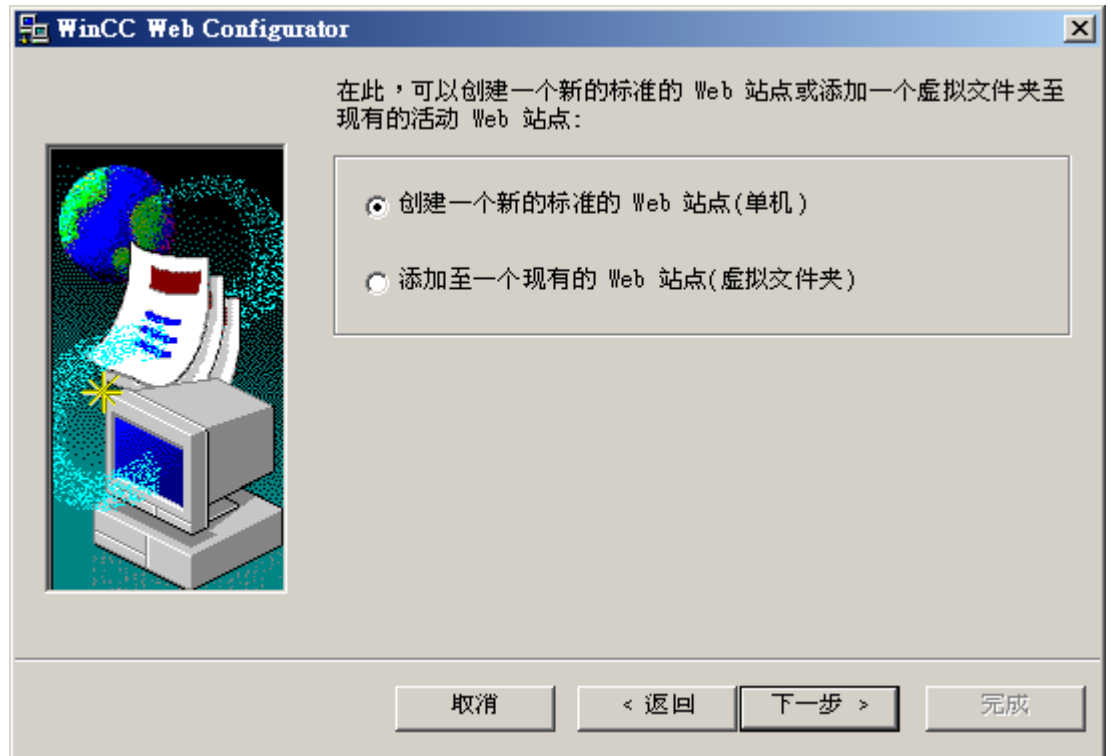 WinCC Web Configurator
在此，可以创建一个新的标准的 Web 站点或添加一个虚拟文件夹至
现有的活动 Web 站点:
创建一个新的标准的 Web 站点(单机)
添加至一个现有的 Web 站点(虚拟文件夹)
取消
< 返回
下一步 >
完成